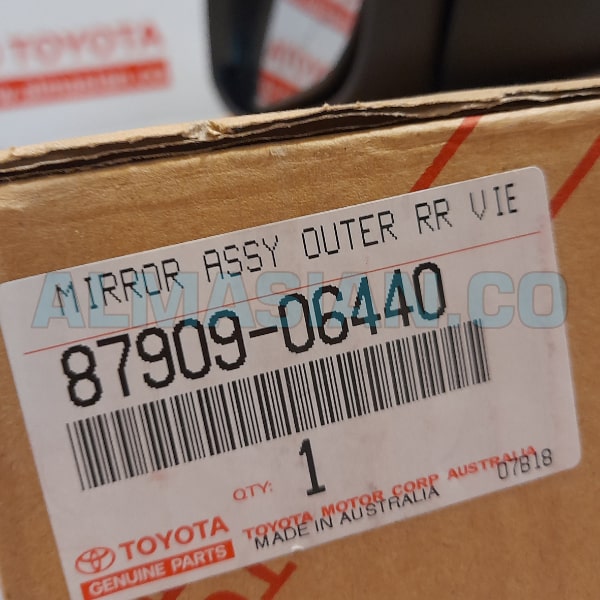 TOYOTA
MIRROR ASSY OUTER RR VIE
ALMASIAN.CO
87909-06440
QTY: 1
TOYOTA MOTOR CORP AUSTRALIA
MADE IN AUSTRALIA
07B18
TOYOTA
GENUINE PARTS